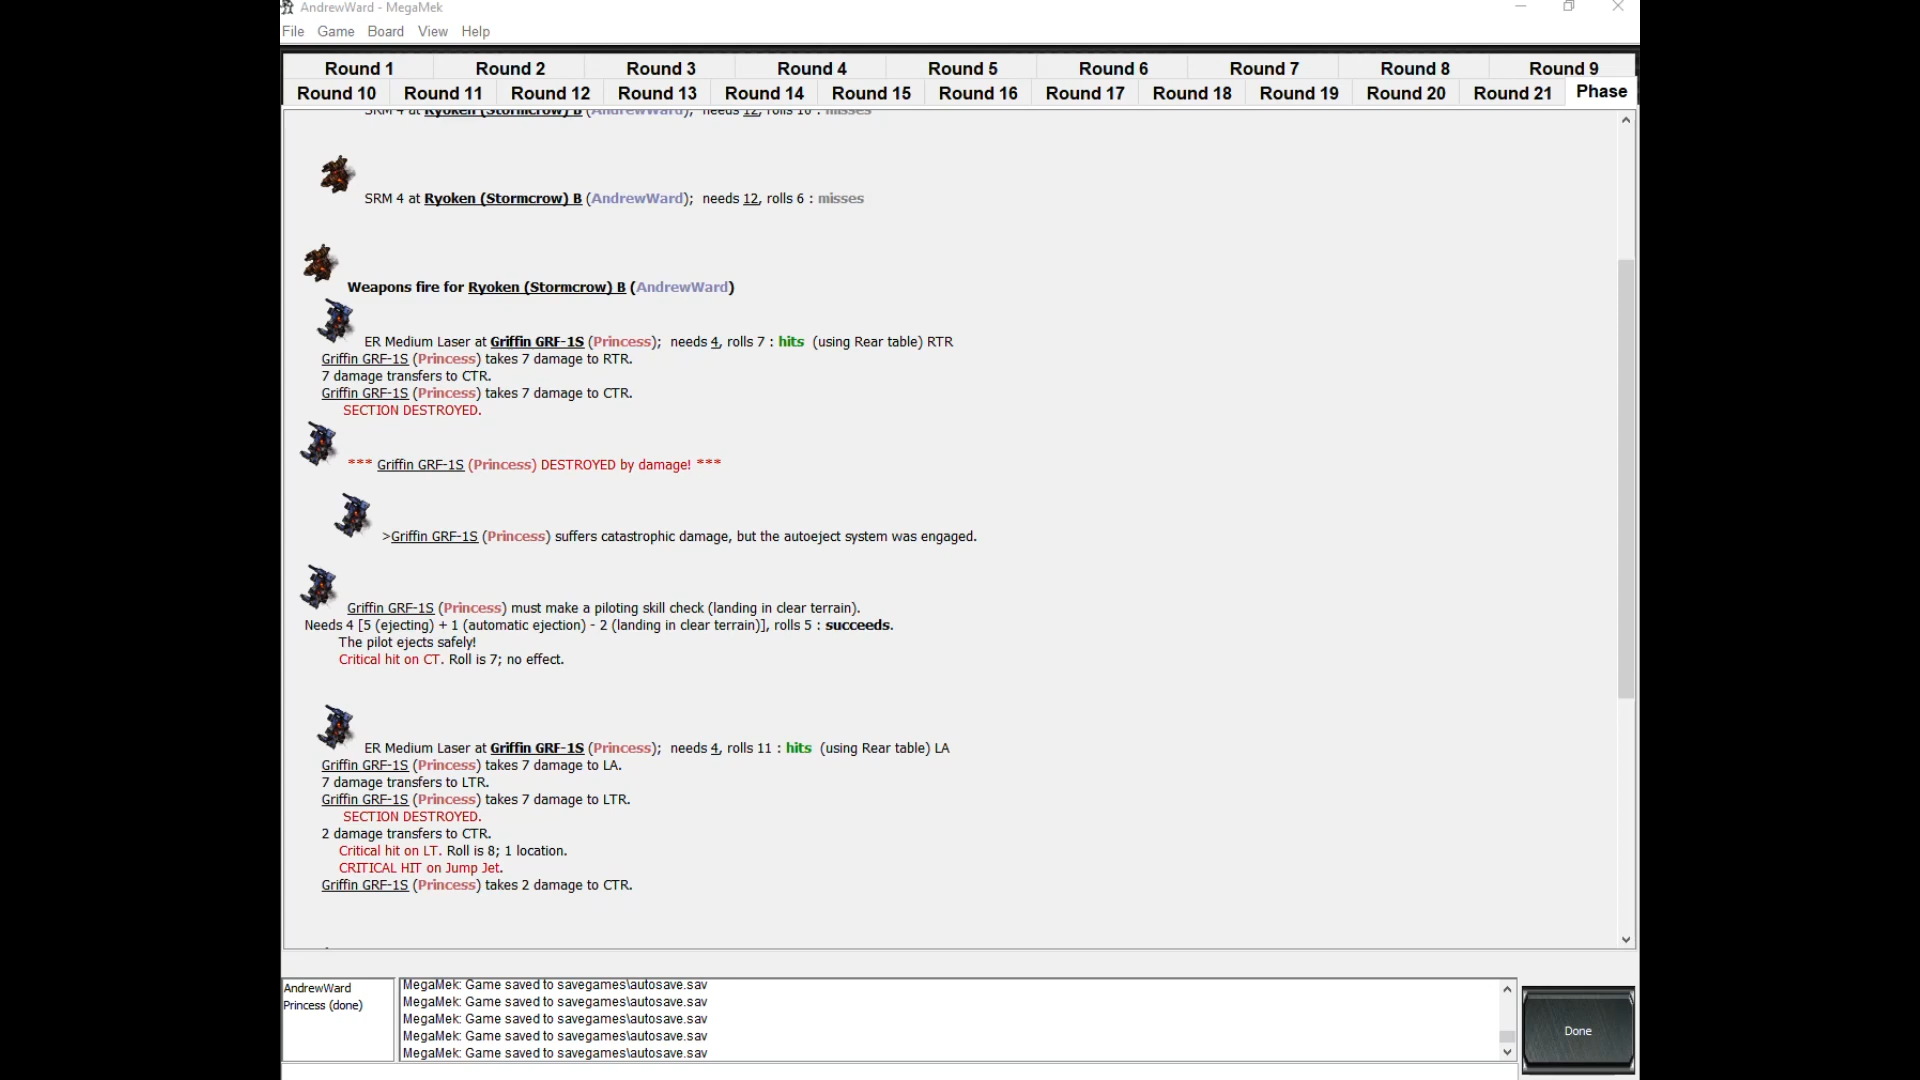 AndrewWard - MegaMek
File Game Board View Help
Round 1 Round 2 Round 3 Round 4 Round 5 Round 6 Round 7 Round 8 Round 9
Round 10 Round 11 Round 12 Round 13 Round 14 Round 15 Round 16 Round 17 Round 18 Round 19 Round 20 Round 21 Phase
SRM 4 at Ryoken (Stormcrow) B (AndrewWard); needs 12, rolls 10 : misses
SRM 4 at Ryoken (Stormcrow) B (AndrewWard); needs 12, rolls 6 : misses
Weapons fire for Ryoken (Stormcrow) B (AndrewWard)
ER Medium Laser at Griffin GRF-1S (Princess); needs 4, rolls 7 : hits (using Rear table) RTR
Griffin GRF-1S (Princess) takes 7 damage to RTR.
7 damage transfers to CTR.
Griffin GRF-1S (Princess) takes 7 damage to CTR.
SECTION DESTROYED.
*** Griffin GRF-1S (Princess) DESTROYED by damage! ***
>Griffin GRF-1S (Princess) suffers catastrophic damage, but the autoeject system was engaged.
Griffin GRF-1S (Princess) must make a piloting skill check (landing in clear terrain).
Needs 4 [5 (ejecting) + 1 (automatic ejection) - 2 (landing in clear terrain)], rolls 5 : succeeds.
The pilot ejects safely!
Critical hit on CT. Roll is 7; no effect.
ER Medium Laser at Griffin GRF-1S (Princess); needs 4, rolls 11 : hits (using Rear table) LA
Griffin GRF-1S (Princess) takes 7 damage to LA.
7 damage transfers to LTR.
Griffin GRF-1S (Princess) takes 7 damage to LTR.
SECTION DESTROYED.
2 damage transfers to CTR.
Critical hit on LT. Roll is 8; 1 location.
CRITICAL HIT on Jump Jet.
Griffin GRF-1S (Princess) takes 2 damage to CTR.
AndrewWard
Princess (done)
MegaMek: Game saved to savegames\autosave.sav
MegaMek: Game saved to savegames\autosave.sav
MegaMek: Game saved to savegames\autosave.sav
MegaMek: Game saved to savegames\autosave.sav
MegaMek: Game saved to savegames\autosave.sav
Done